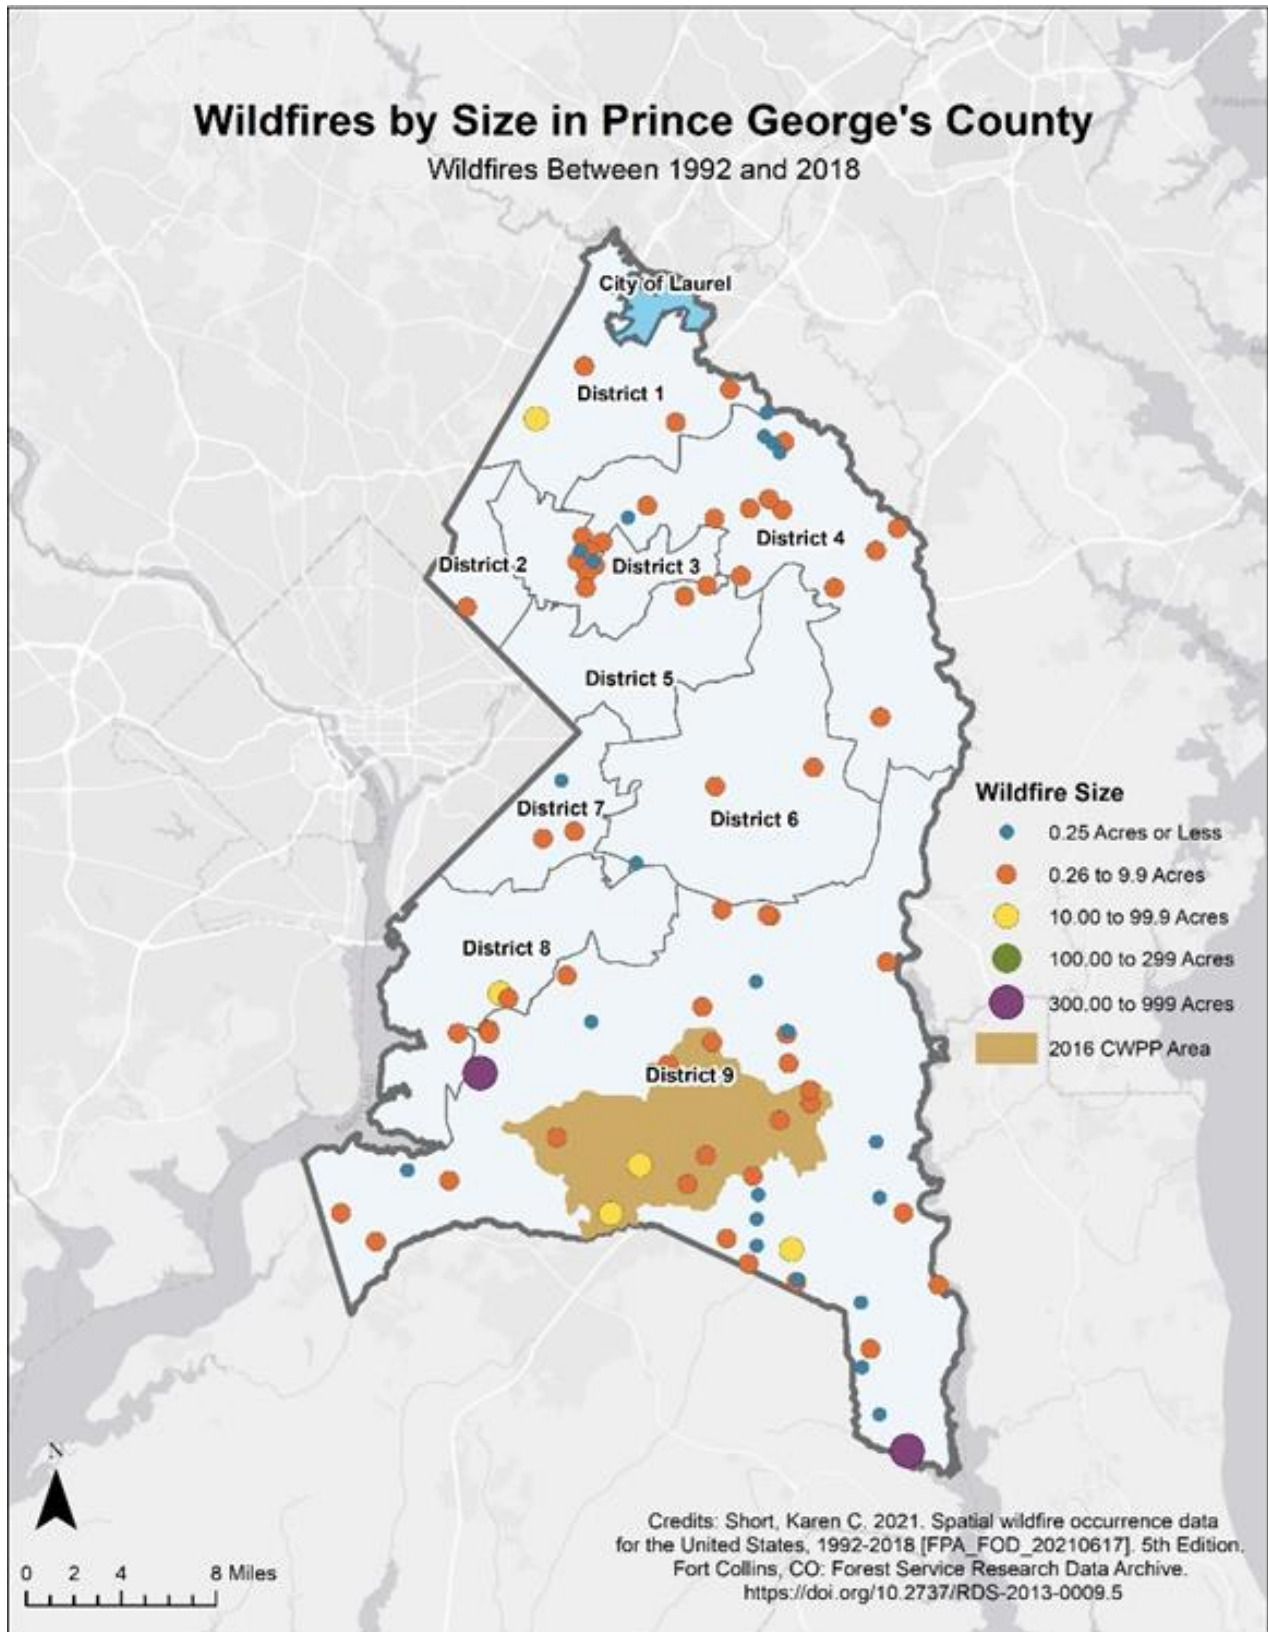 Wildfires by Size in Prince George's County
Wildfires Between 1992 and 2018
City of Laurel
District 1
District 4
District 2
District 3
District 5
District 7
District 6
District 8
District 9
Wildfire Size
0.25 Acres or Less
0.26 to 9.9 Acres
10.00 to 99.9 Acres
100.00 to 299 Acres
300.00 to 999 Acres
2016 CWPP Area
N
0 2 4 8 Miles
Credits: Short, Karen C. 2021. Spatial wildfire occurrence data
for the United States, 1992-2018 [FPA_FOD_20210617]. 5th Edition.
Fort Collins, CO: Forest Service Research Data Archive.
https://doi.org/10.2737/RDS-2013-0009.5